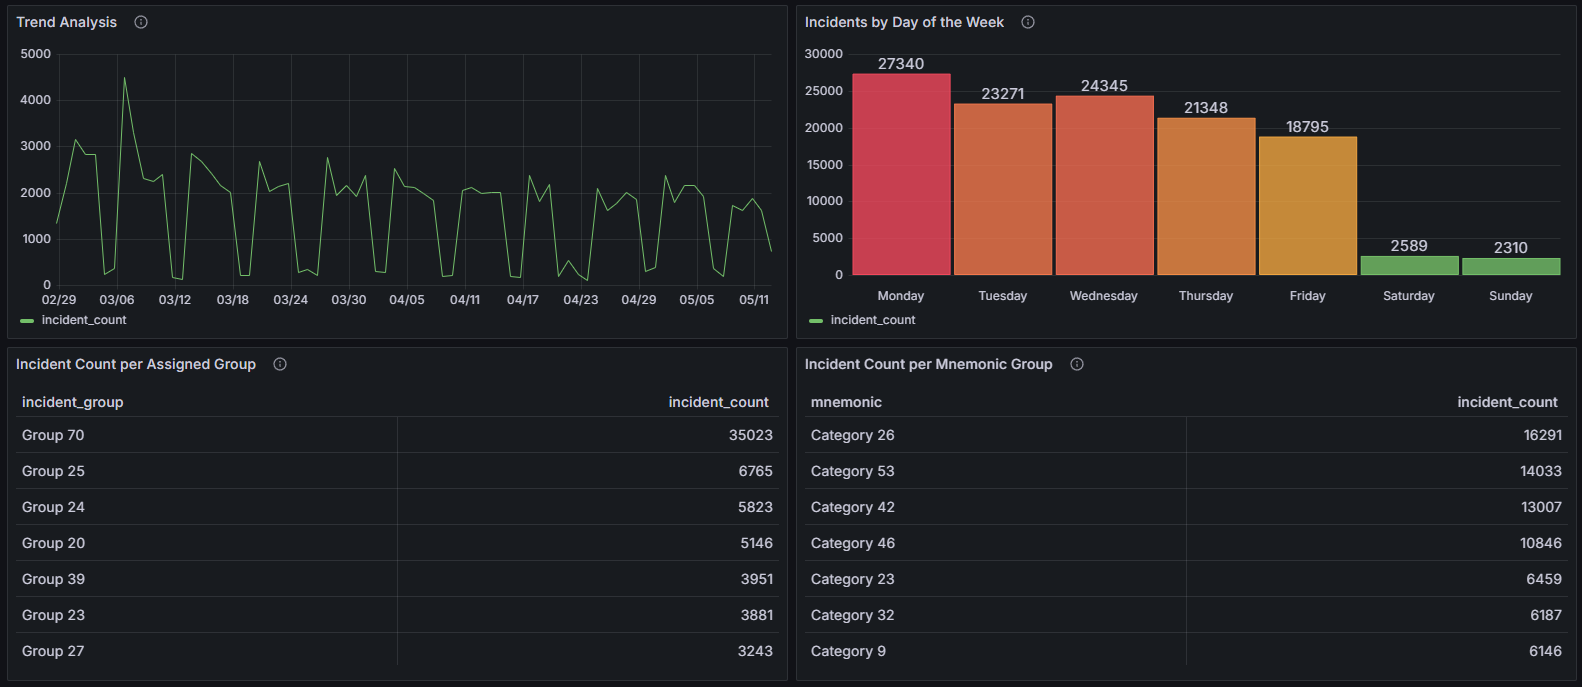 Trend Analysis
5000
4000
3000
2000
1000
0
02/29 03/06 03/12 03/18 03/24 03/30 04/05 04/11 04/17 04/23 04/29 05/05 05/11
incident_count
Incidents by Day of the Week
30000
25000
20000
15000
10000
5000
0
27340
23271
24345
21348
18795
2589
2310
Monday Tuesday Wednesday Thursday Friday Saturday Sunday
incident_count
Incident Count per Assigned Group
incident_group incident_count
Group 70 35023
Group 25 6765
Group 24 5823
Group 20 5146
Group 39 3951
Group 23 3881
Group 27 3243
Incident Count per Mnemonic Group
mnemonic incident_count
Category 26 16291
Category 53 14033
Category 42 13007
Category 46 10846
Category 23 6459
Category 32 6187
Category 9 6146